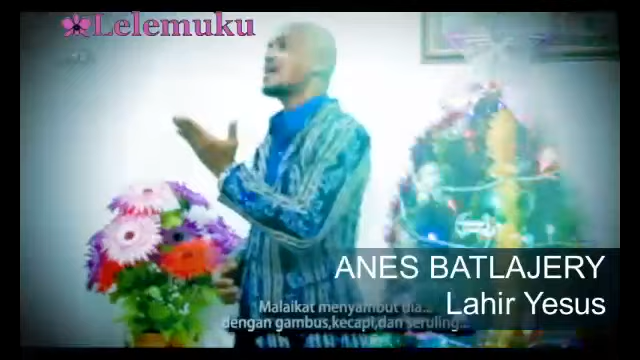 Lelemuku
ANES BATLAJERY
Lahir Yesus
Malaikat menyambut dia...
dengan gambus,kecapi,dan seruling...